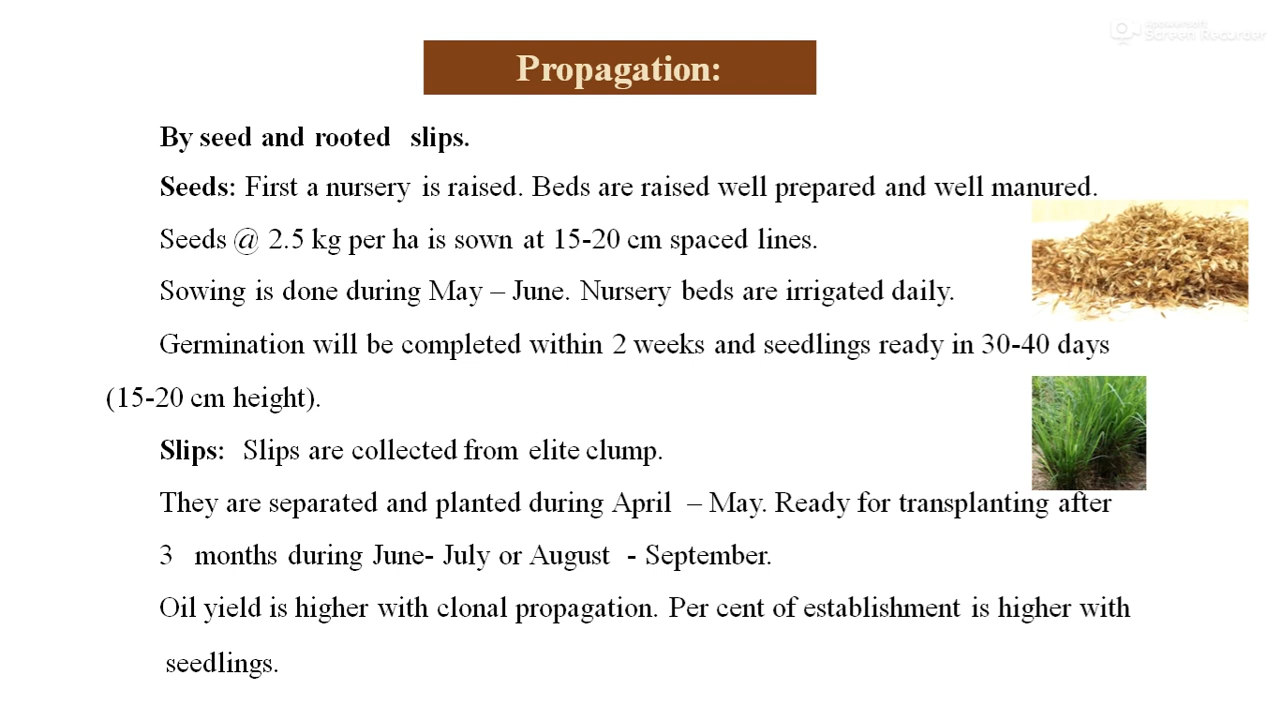 Apowersoft
Screen Recorder
Propagation:
By seed and rooted slips.
Seeds: First a nursery is raised. Beds are raised well prepared and well manured.
Seeds @ 2.5 kg per ha is sown at 15-20 cm spaced lines.
Sowing is done during May – June. Nursery beds are irrigated daily.
Germination will be completed within 2 weeks and seedlings ready in 30-40 days
(15-20 cm height).
Slips: Slips are collected from elite clump.
They are separated and planted during April – May. Ready for transplanting after
3 months during June- July or August - September.
Oil yield is higher with clonal propagation. Per cent of establishment is higher with
seedlings.